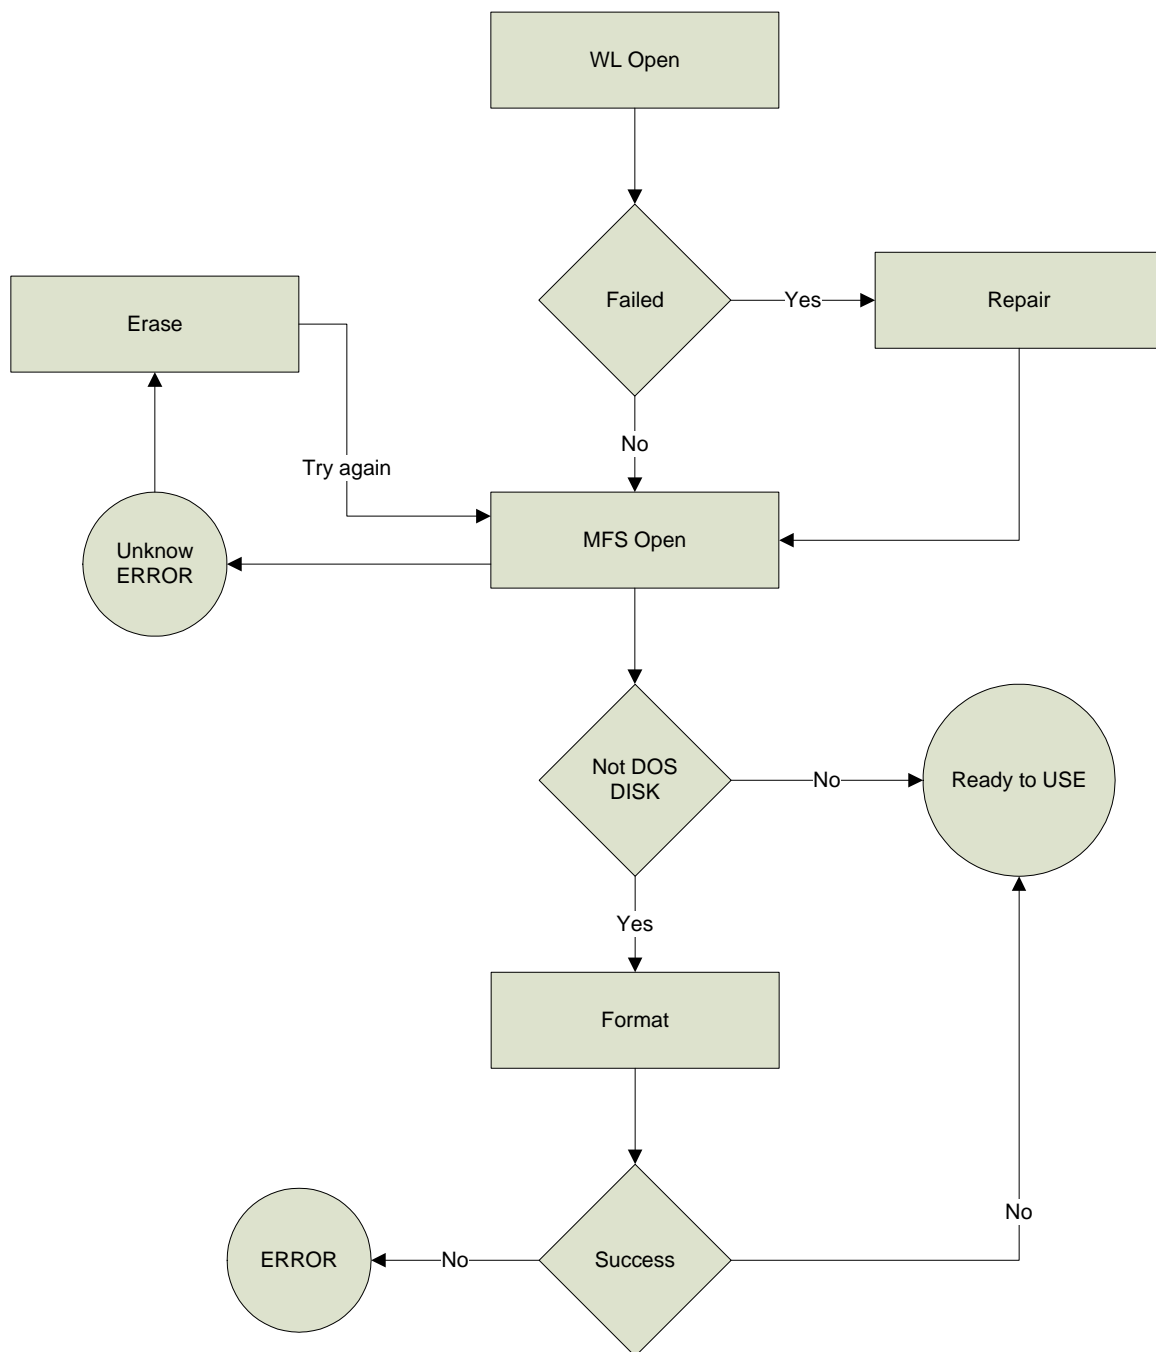 WL Open
Failed
Yes
Repair
Erase
No
Try again
MFS Open
Unknow
ERROR
Not DOS
DISK
No
Ready to USE
Yes
Format
No
ERROR
No
Success